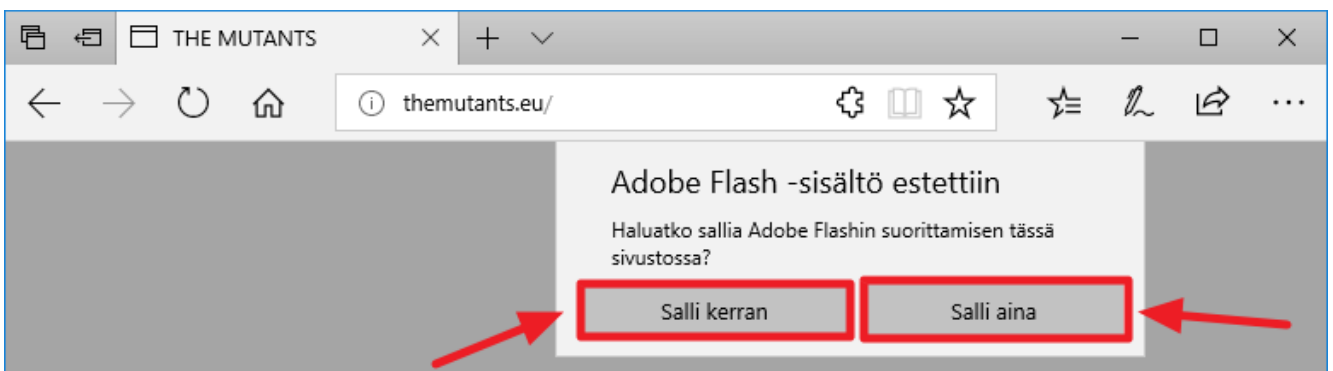 THE MUTANTS
themutants.eu/
Adobe Flash -sisältö estettiin
Haluatko sallia Adobe Flashin suorittamisen tässä
sivustossa?
Salli kerran
Salli aina